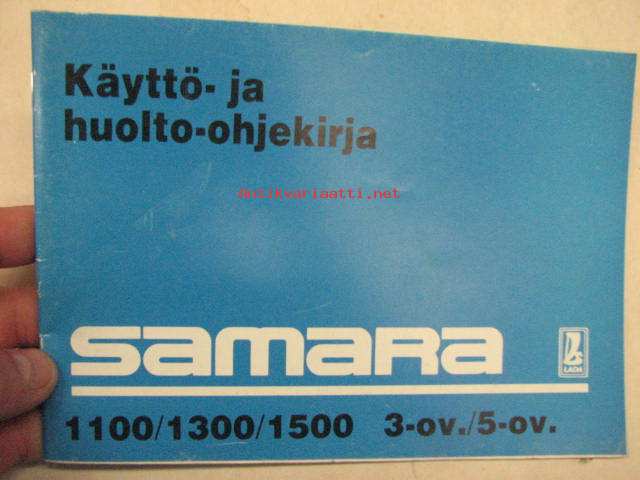 Käyttö- ja
huolto-ohjekirja
Antikvariaatti.net
samara
LADA
1100/1300/1500 3-ov./5-ov.